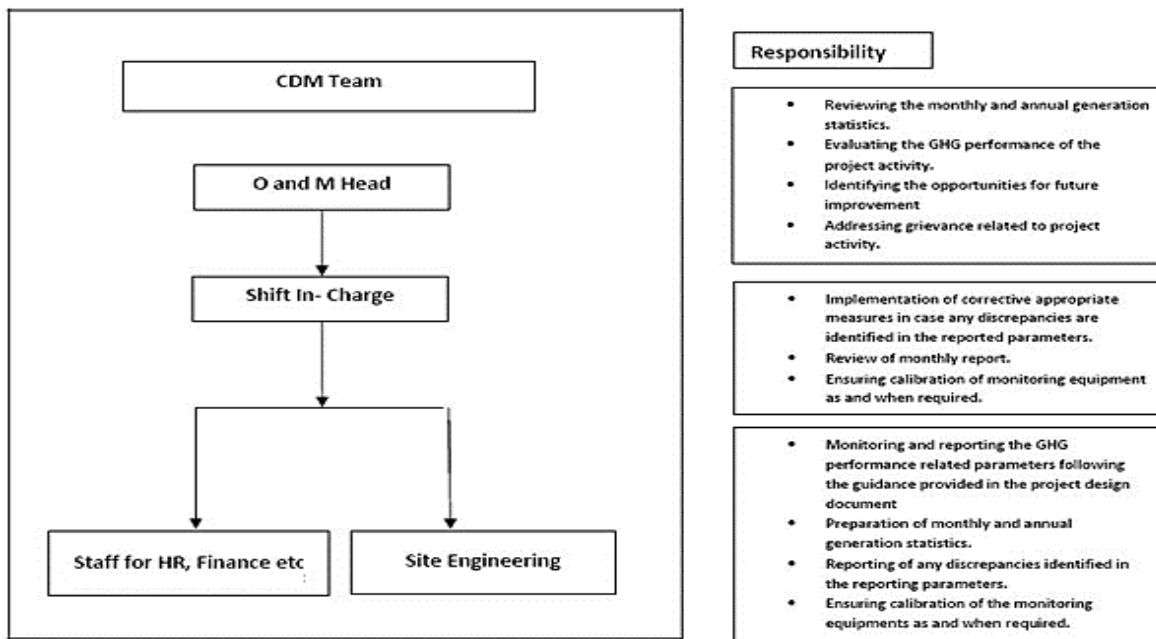 CDM Team
O and M Head
Shift In- Charge
Staff for HR, Finance etc
Site Engineering
Responsibility
• Reviewing the monthly and annual generation
statistics.
• Evaluating the GHG performance of the
project activity.
• Identifying the opportunities for future
improvement
• Addressing grievance related to project
activity.
• Implementation of corrective appropriate
measures in case any discrepancies are
identified in the reported parameters.
• Review of monthly report.
• Ensuring calibration of monitoring equipment
as and when required.
• Monitoring and reporting the GHG
performance related parameters following
the guidance provided in the project design
document
• Preparation of monthly and annual
generation statistics.
• Reporting of any discrepancies identified in
the reporting parameters.
• Ensuring calibration of the monitoring
equipments as and when required.